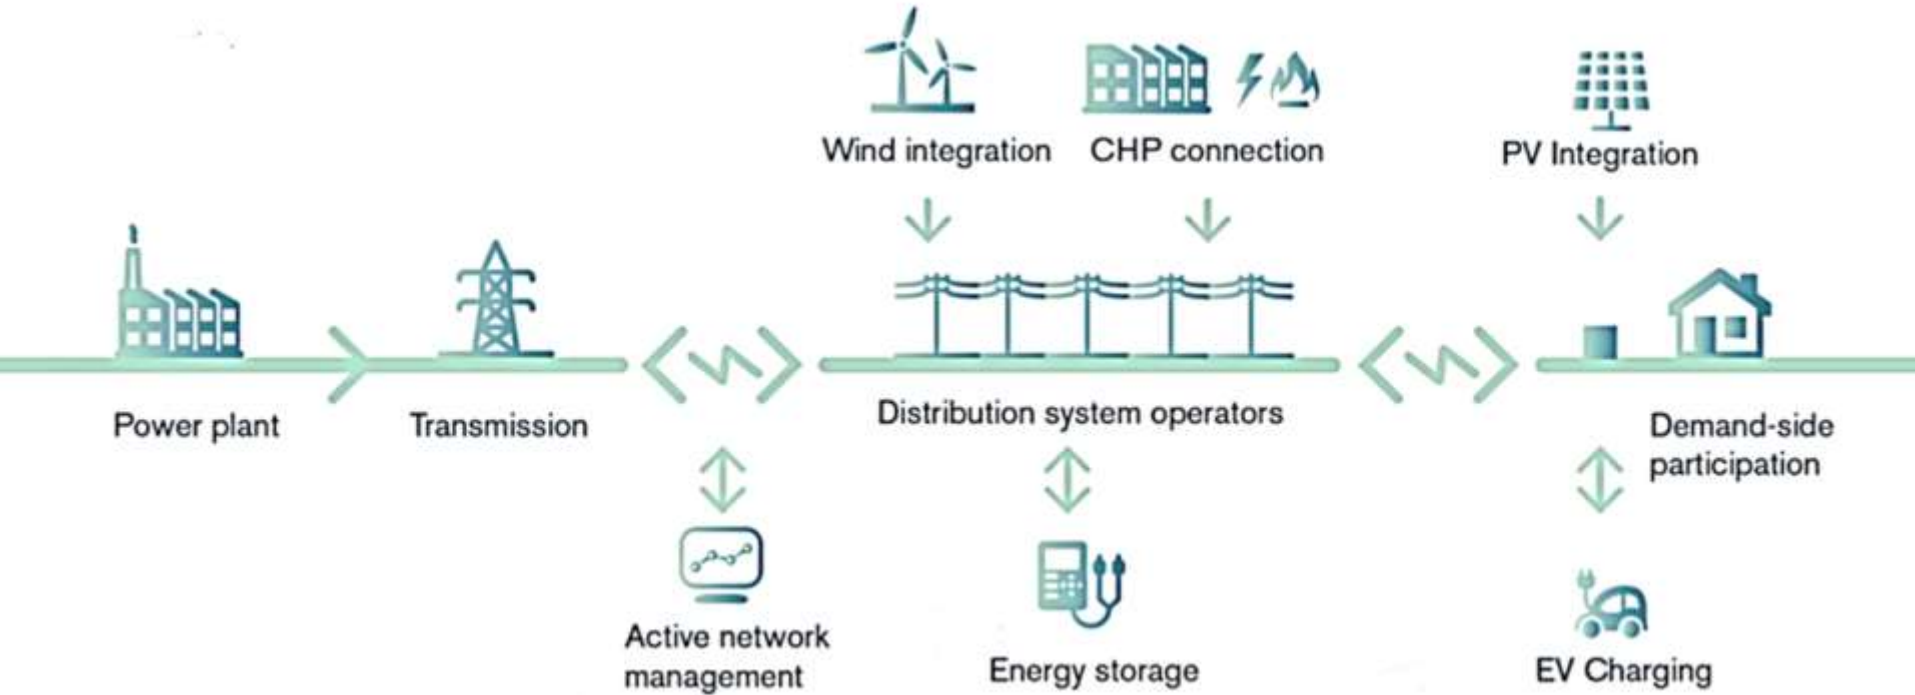 Wind integration
CHP connection
PV Integration
Power plant
Transmission
Distribution system operators
Demand-side
participation
Active network
management
Energy storage
EV Charging